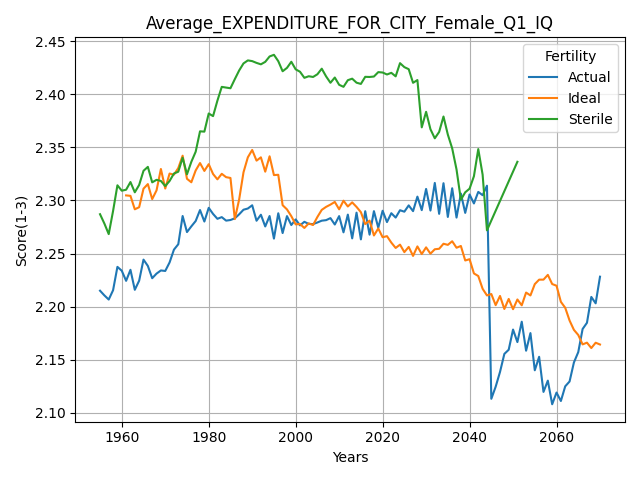 Average_EXPENDITURE_FOR_CITY_Female_Q1_IQ
Fertility
Actual
Ideal
Sterile
Score(1-3)
2.45
2.40
2.35
2.30
2.25
2.20
2.15
2.10
1960 1980 2000 2020 2040 2060
Years